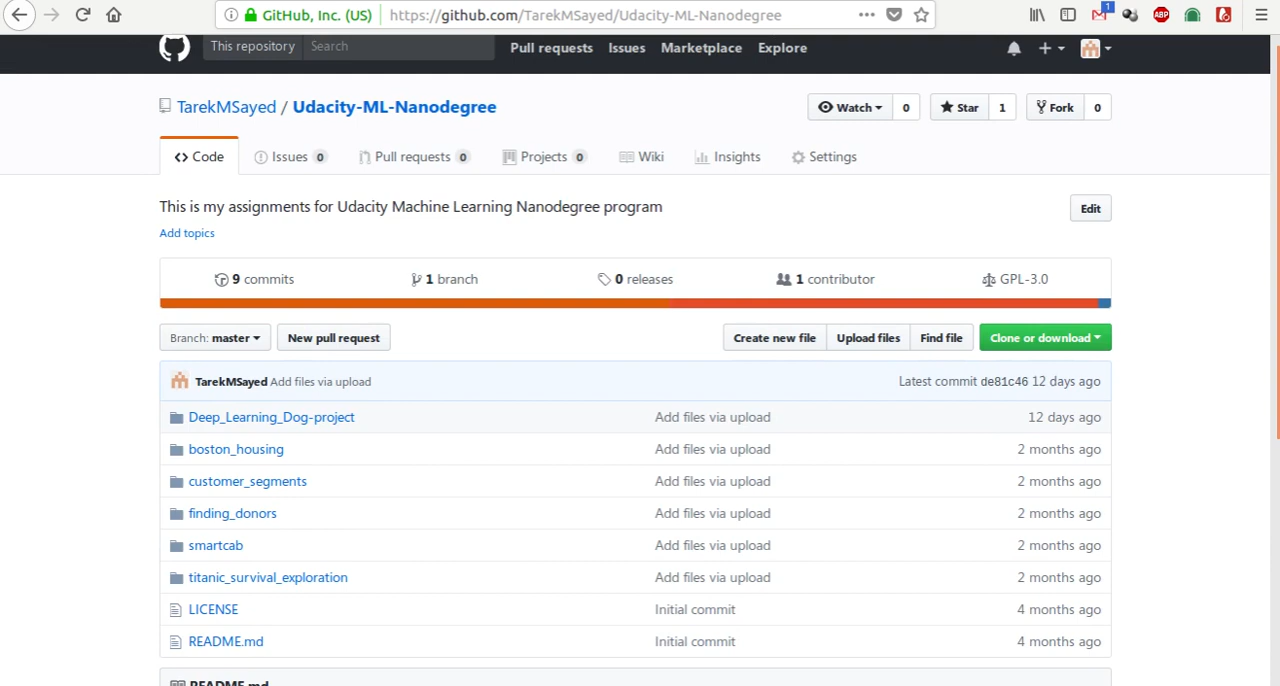 GitHub, Inc. (US) https://github.com/TarekMSayed/Udacity-ML-Nanodegree 1 ABP
This repository Search Pull requests Issues Marketplace Explore
TarekMSayed / Udacity-ML-Nanodegree Watch 0 Star 1 Fork 0
Code Issues 0 Pull requests 0 Projects 0 Wiki Insights Settings
This is my assignments for Udacity Machine Learning Nanodegree program Edit
Add topics
9 commits 1 branch 0 releases 1 contributor GPL-3.0
Branch: master New pull request Create new file Upload files Find file Clone or download
TarekMSayed Add files via upload Latest commit de81c46 12 days ago
Deep_Learning_Dog-project Add files via upload 12 days ago
boston_housing Add files via upload 2 months ago
customer_segments Add files via upload 2 months ago
finding_donors Add files via upload 2 months ago
smartcab Add files via upload 2 months ago
titanic_survival_exploration Add files via upload 2 months ago
LICENSE Initial commit 4 months ago
README.md Initial commit 4 months ago
README.md